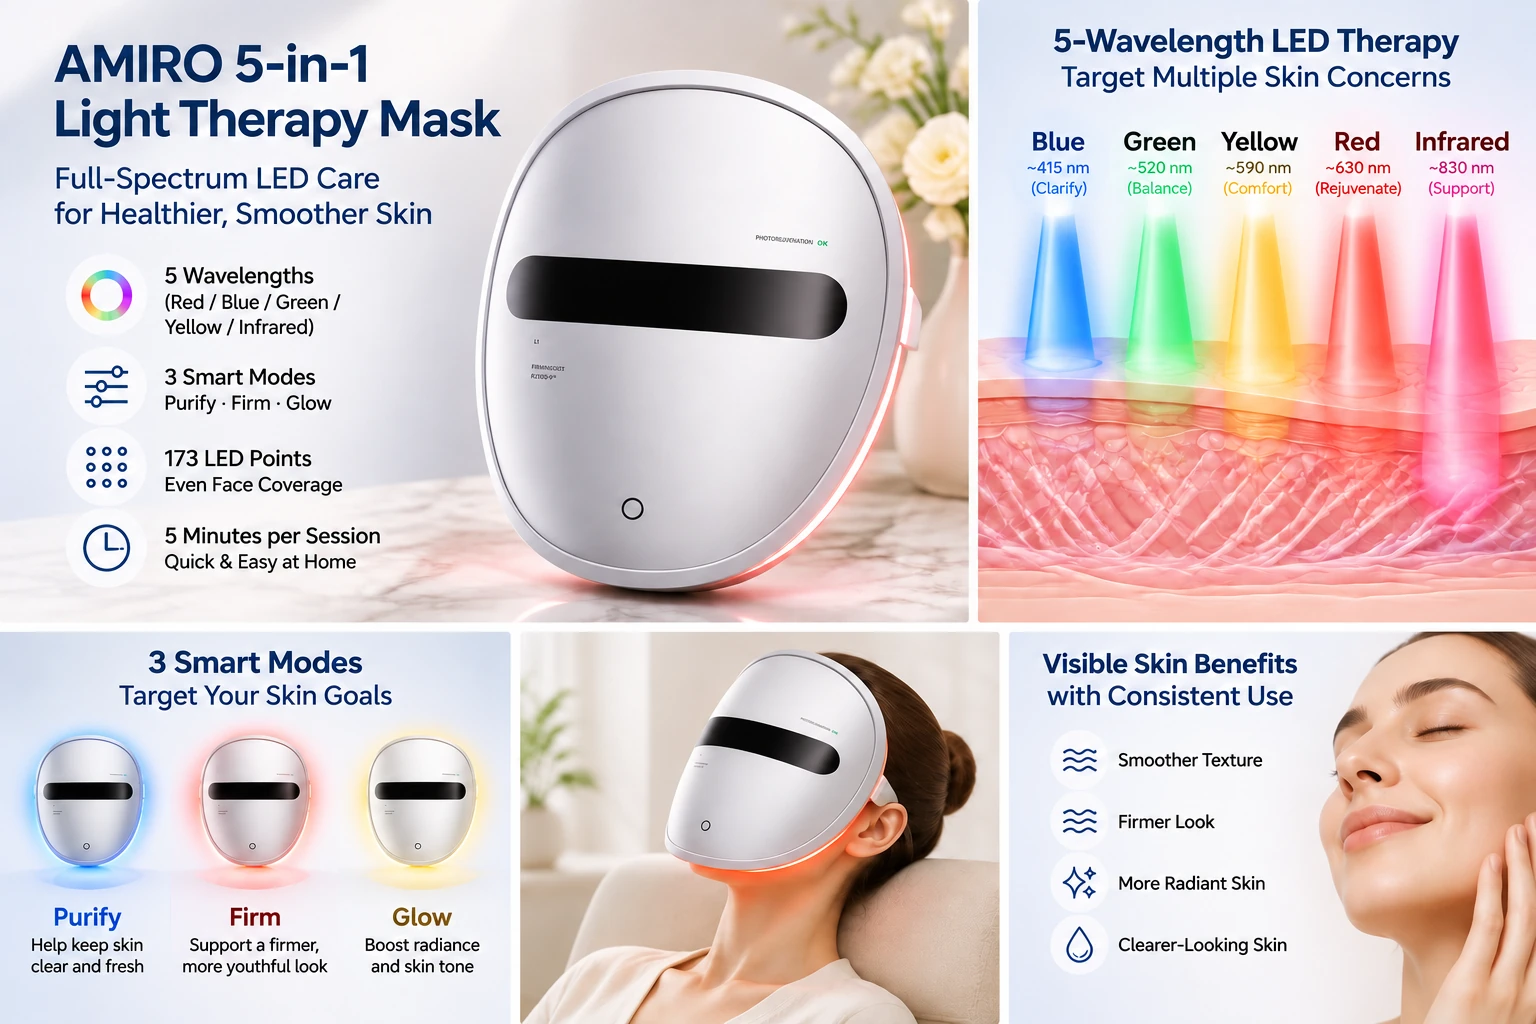 AMIRO 5-in-1
Light Therapy Mask
Full-Spectrum LED Care
for Healthier, Smoother Skin
5 Wavelengths
(Red / Blue / Green /
Yellow / Infrared)
3 Smart Modes
Purify · Firm · Glow
173 LED Points
Even Face Coverage
5 Minutes per Session
Quick & Easy at Home
OK
L1
5-Wavelength LED Therapy
Target Multiple Skin Concerns
Blue
~415 nm
(Clarify)
Green
~520 nm
(Balance)
Yellow
~590 nm
(Comfort)
Red
~630 nm
(Rejuvenate)
Infrared
~830 nm
(Support)
3 Smart Modes
Target Your Skin Goals
Purify
Help keep skin
clear and fresh
Firm
Support a firmer,
more youthful look
Glow
Boost radiance
and skin tone
Visible Skin Benefits
with Consistent Use
Smoother Texture
Firmer Look
More Radiant Skin
Clearer-Looking Skin